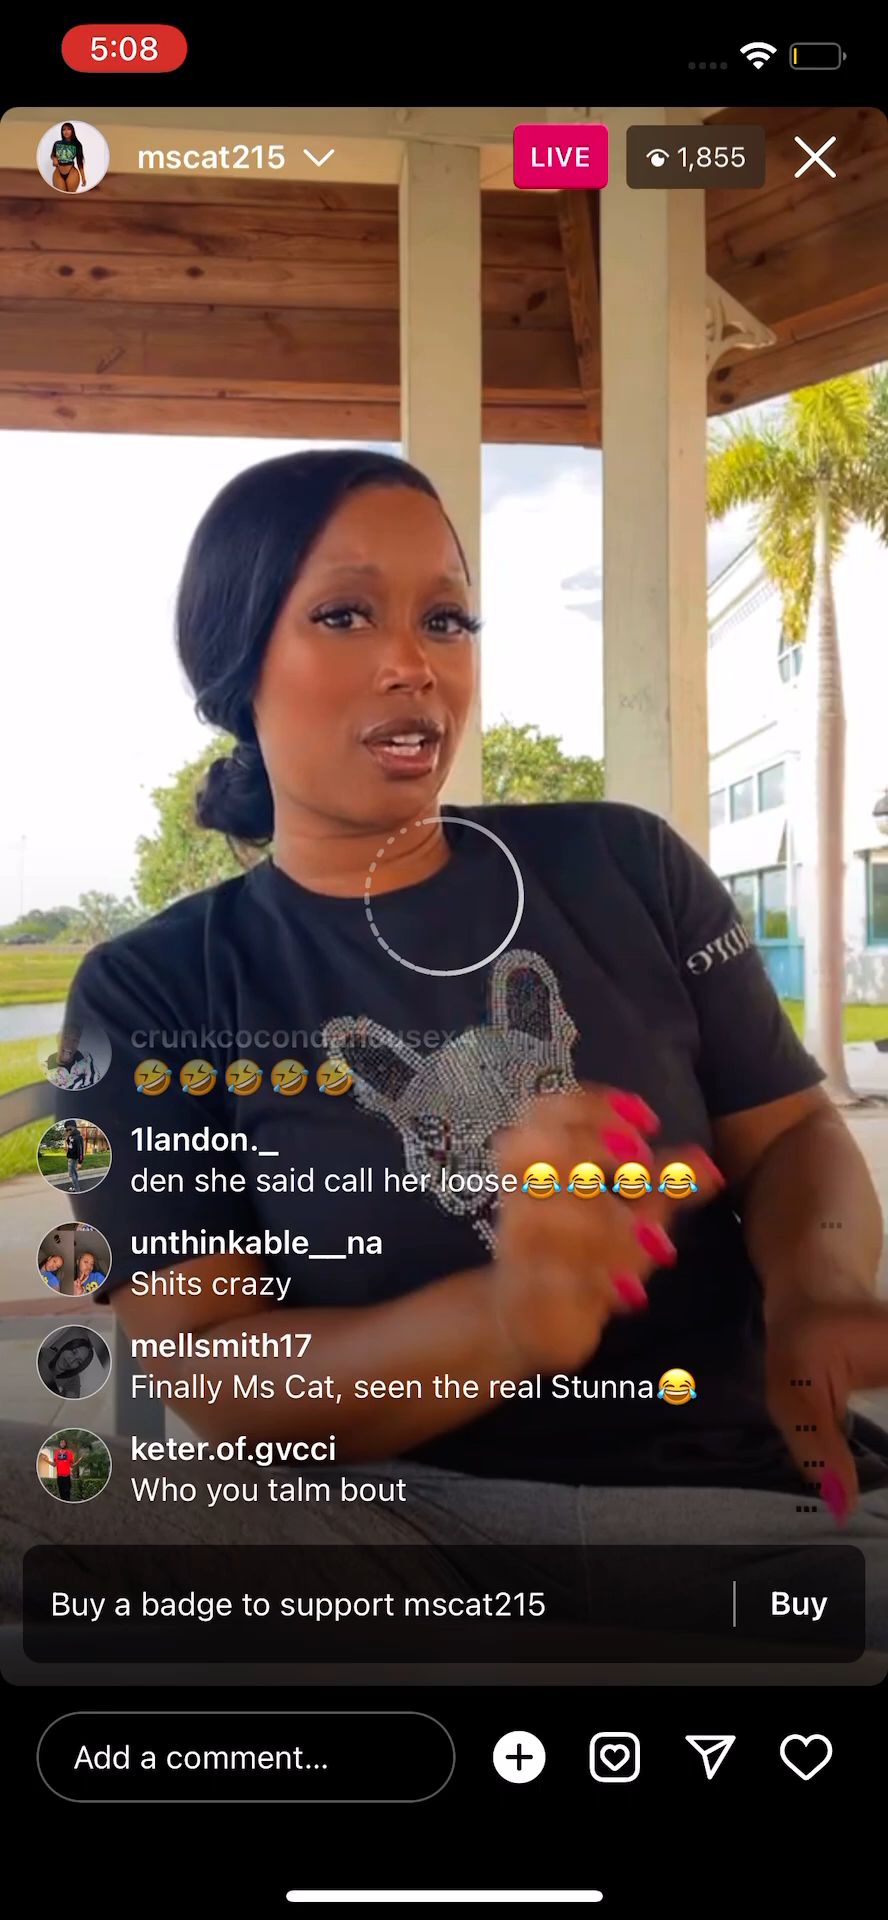 5:08
mscat215
LIVE
1,855
🤣🤣🤣🤣🤣
1landon._
den she said call her loose😂😂😂😂
unthinkable__na
Shits crazy
mellsmith17
Finally Ms Cat, seen the real Stunna😂
keter.of.gvcci
Who you talm bout
Buy a badge to support mscat215
Buy
Add a comment...